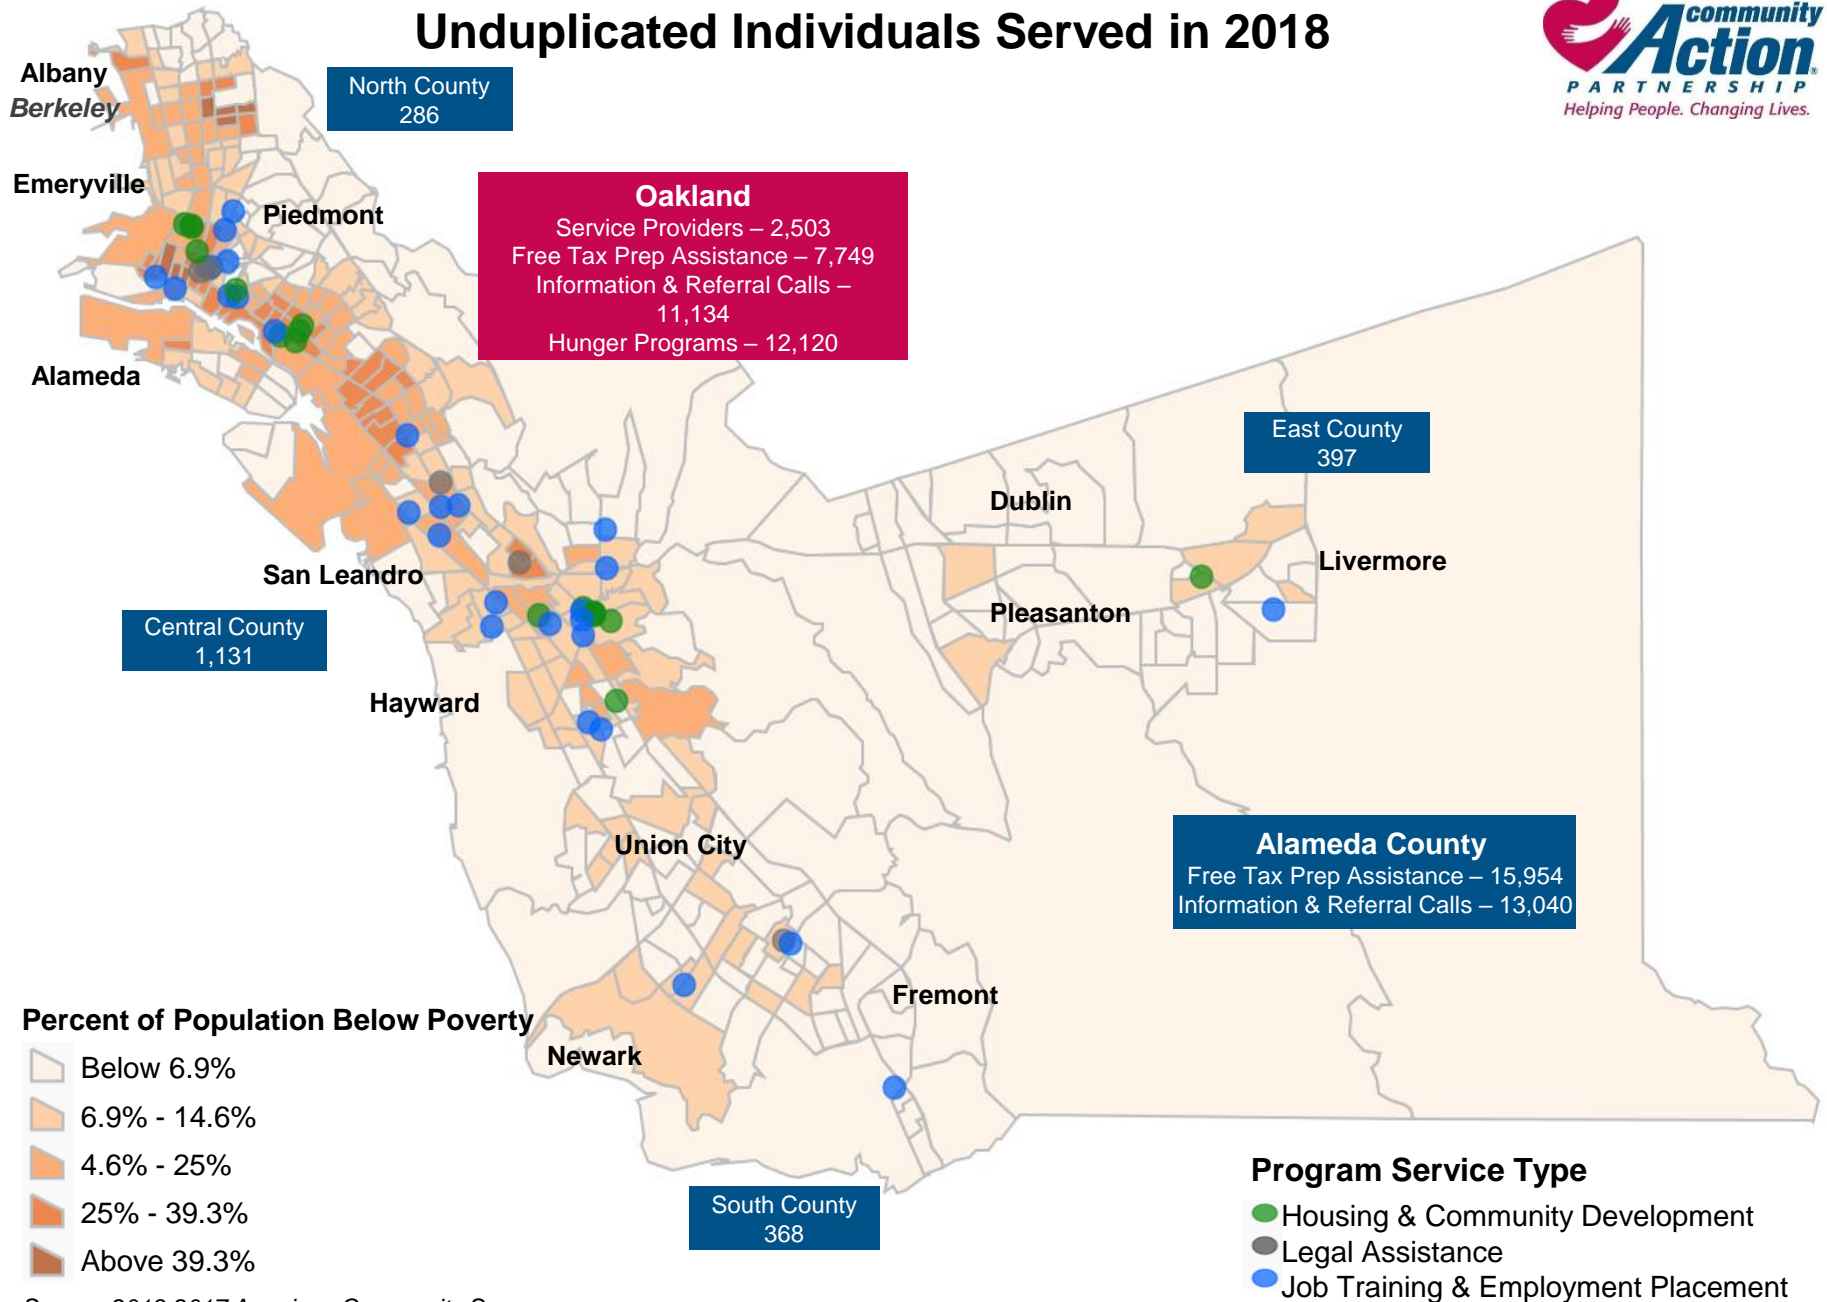 Unduplicated Individuals Served in 2018
community
Action
PARTNERSHIP
Helping People. Changing Lives.
Albany
Berkeley
North County
286
Emeryville
Piedmont
Oakland
Service Providers – 2,503
Free Tax Prep Assistance – 7,749
Information & Referral Calls –
11,134
Hunger Programs – 12,120
Alameda
East County
397
Dublin
Livermore
San Leandro
Pleasanton
Central County
1,131
Hayward
Union City
Alameda County
Free Tax Prep Assistance – 15,954
Information & Referral Calls – 13,040
Fremont
Newark
Percent of Population Below Poverty
Below 6.9%
6.9% - 14.6%
4.6% - 25%
25% - 39.3%
Above 39.3%
South County
368
Program Service Type
Housing & Community Development
Legal Assistance
Job Training & Employment Placement